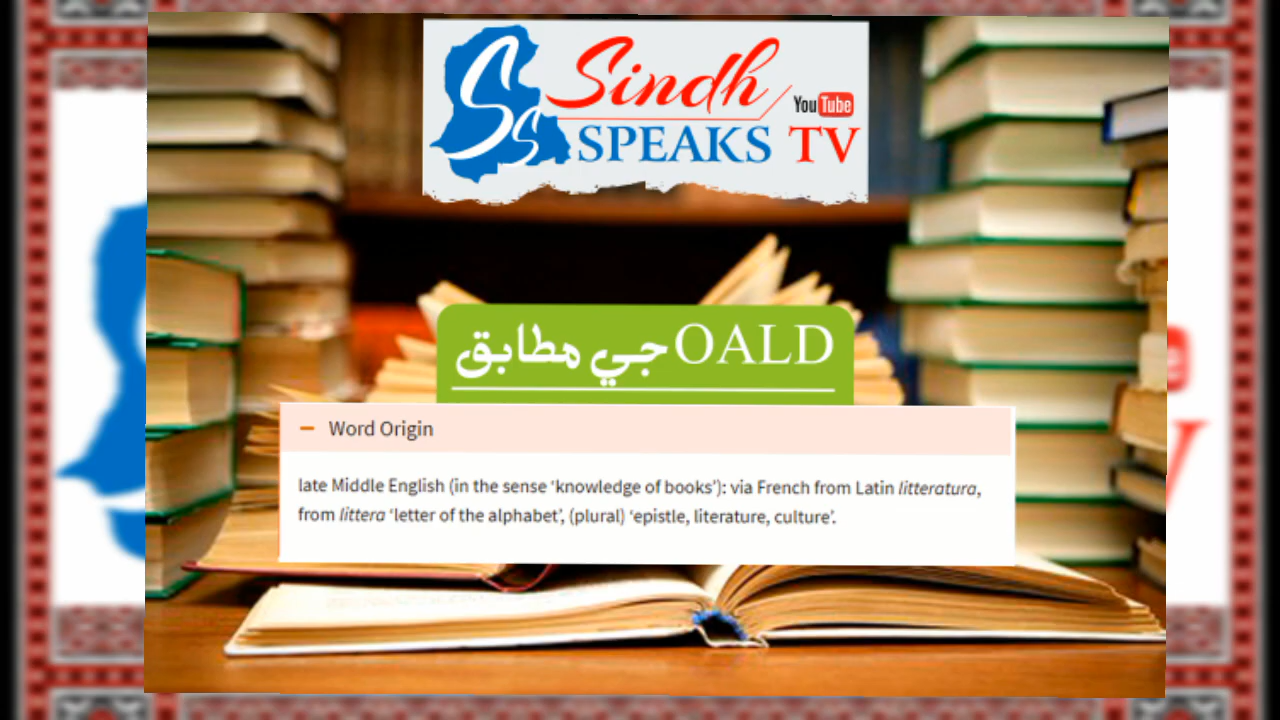 Ss Sindh
YouTube
SPEAKS TV
OALD جي مطابق
– Word Origin
late Middle English (in the sense ‘knowledge of books’): via French from Latin litteratura,
from littera ‘letter of the alphabet’, (plural) ‘epistle, literature, culture’.